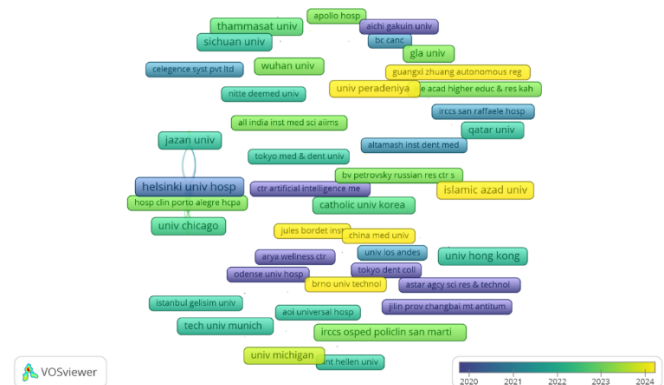 apollo hosp
thammasat univ
aichi gakuin univ
sichuan univ
bc canc
gla univ
wuhan univ
celegence syst pvt ltd
guangxi zhuang autonomous reg
univ peradeniya
e acad higher educ & res kah
nitte deemed univ
irccs san raffaele hosp
all india inst med sci aiims
qatar univ
jazan univ
altamash inst dent med
tokyo med & dent univ
bv petrovsky russian res ctr s
helsinki univ hosp
ctr artificial intelligence me
islamic azad univ
hosp clin porto alegre hcpa
catholic univ korea
univ chicago
jules bordet inst
china med univ
arya wellness ctr
univ los andes
univ hong kong
odense univ hosp
tokyo dent coll
brno univ technol
astar agcy sci res & technol
istanbul gelisim univ
aoi universal hosp
jilin prov changbai mt antitum
tech univ munich
irccs osped policlin san marti
univ michigan
int hellen univ
VOSviewer
2020 2021 2022 2023 2024